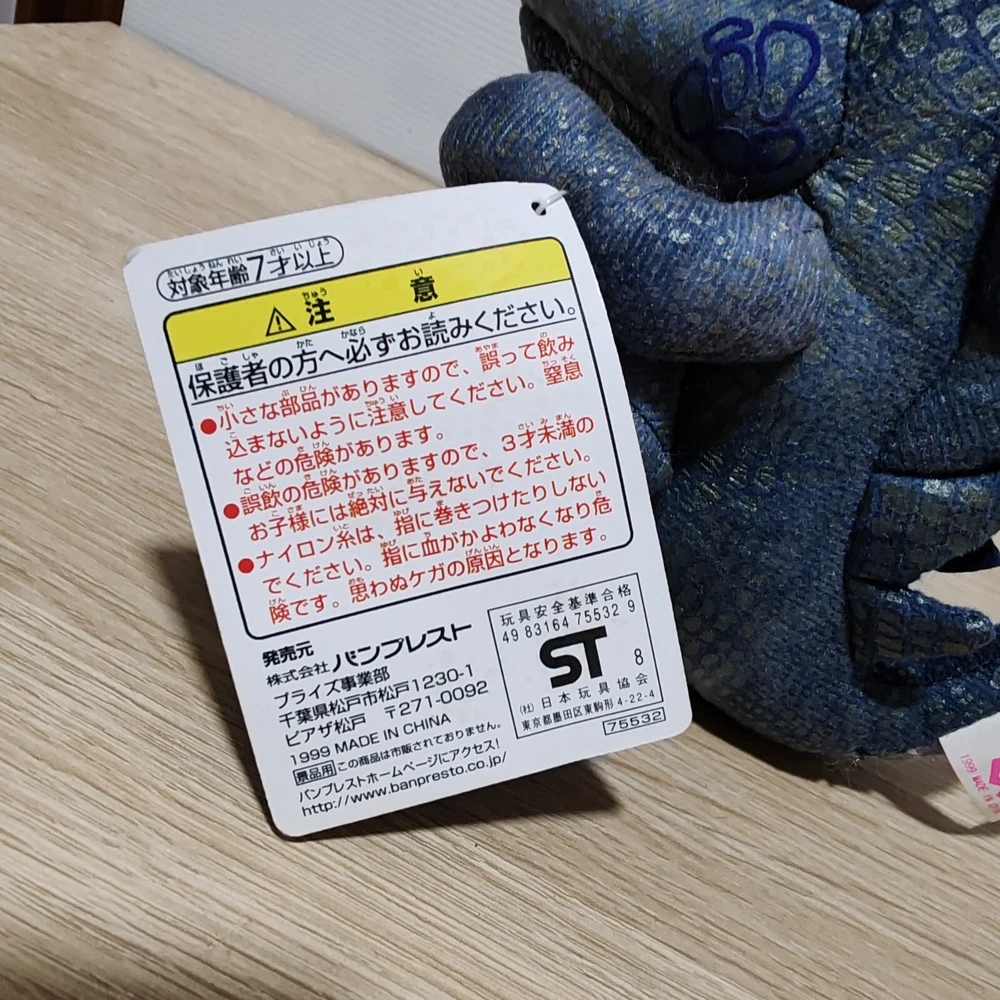 対象年齢7才以上
⚠注意
保護者の方へ必ずお読みください。
●小さな部品がありますので、誤って飲み
込まないように注意してください。窒息
などの危険があります。
●誤飲の危険がありますので、3才未満の
お子様には絶対に与えないでください。
●ナイロン糸は、指に巻きつけたりしない
でください。指に血がかよわなくなり危
険です。思わぬケガの原因となります。
発売元
株式会社バンプレスト
プライズ事業部
千葉県松戸市松戸1230-1
ピアザ松戸 〒271-0092
1999 MADE IN CHINA
景品用 この商品は市販されておりません。
バンプレストホームページにアクセス!
http://www.banpresto.co.jp/
玩具安全基準合格
49 83164 75532 9
ST
8
(社)日本玩具協会
東京都墨田区東駒形4-22-4
75532
1999 MADE IN